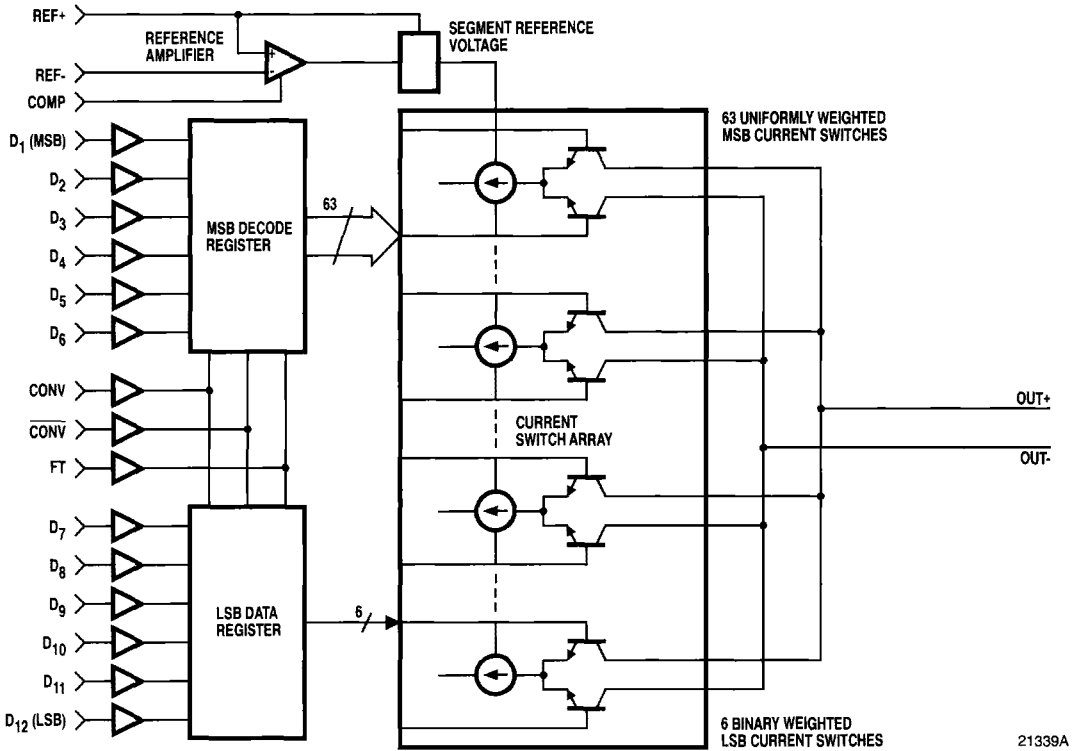 REF+
REFERENCE
AMPLIFIER
SEGMENT REFERENCE
VOLTAGE
+
-
REF-
COMP
63 UNIFORMLY WEIGHTED
MSB CURRENT SWITCHES
D1 (MSB)
D2
D3
D4
D5
D6
MSB DECODE
REGISTER
63
CONV
CONV
FT
CURRENT
SWITCH ARRAY
OUT+
OUT-
D7
D8
D9
D10
D11
D12 (LSB)
LSB DATA
REGISTER
6
6 BINARY WEIGHTED
LSB CURRENT SWITCHES
21339A